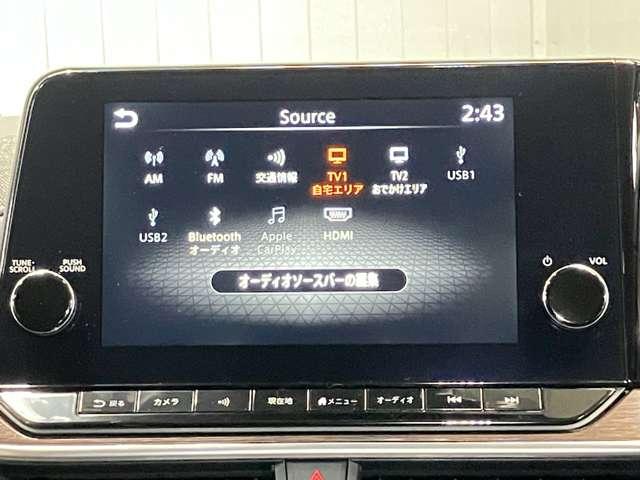 Source
2:43
AM
FM
交通情報
TV1
自宅エリア
TV2
おでかけエリア
USB1
USB2
Bluetooth
オーディオ
Apple
CarPlay
HDMI
オーディオソースバーの編集
TUNE・
SCROLL
PUSH
SOUND
VOL
戻る
カメラ
現在地
メニュー
オーディオ